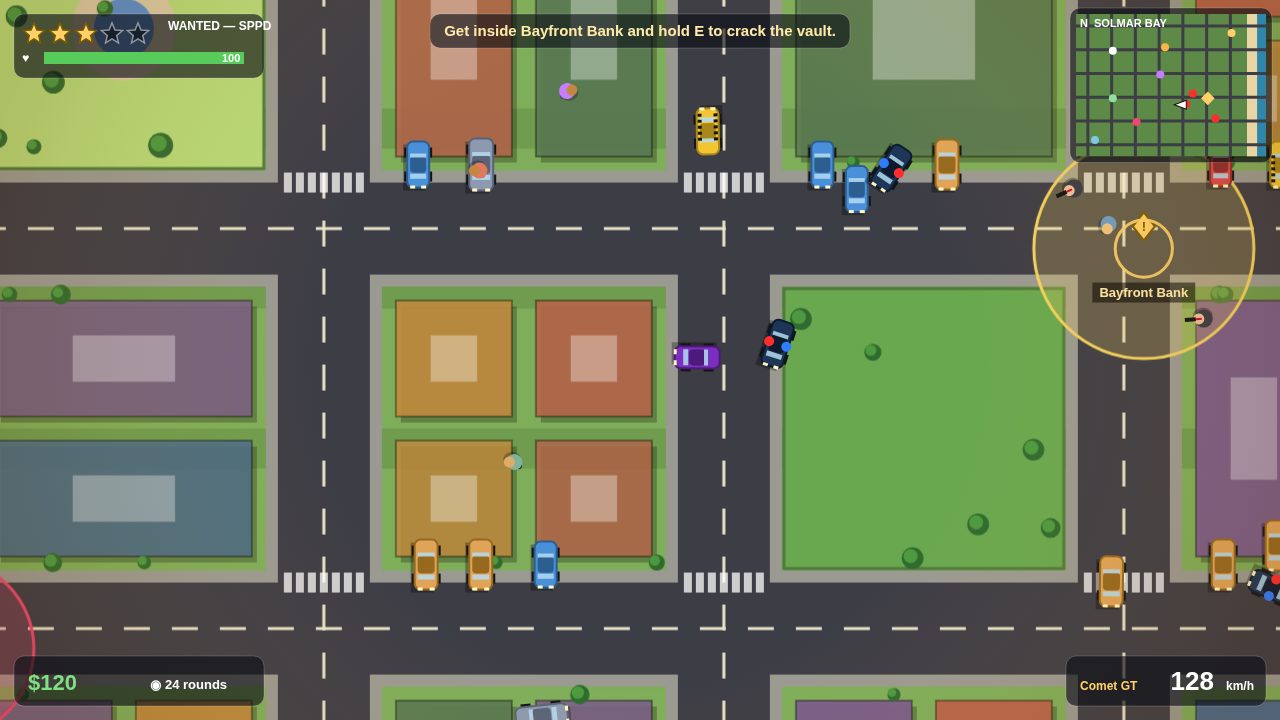 WANTED — SPPD
100
Get inside Bayfront Bank and hold E to crack the vault.
N SOLMAR BAY
!
Bayfront Bank
$120
24 rounds
Comet GT 128 km/h